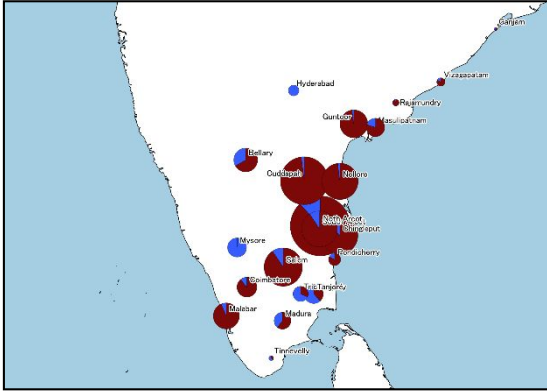 Ganjam
Vizagapatam
Hyderabad
Rajamundry
Guntoor
Masulipatnam
Bellary
Cuddapah
Nellore
North Arcot
Chingleput
Mysore
Pondicherry
Salem
Coimbatore
Tanjore
Malabar
Madura
Tinnevelly